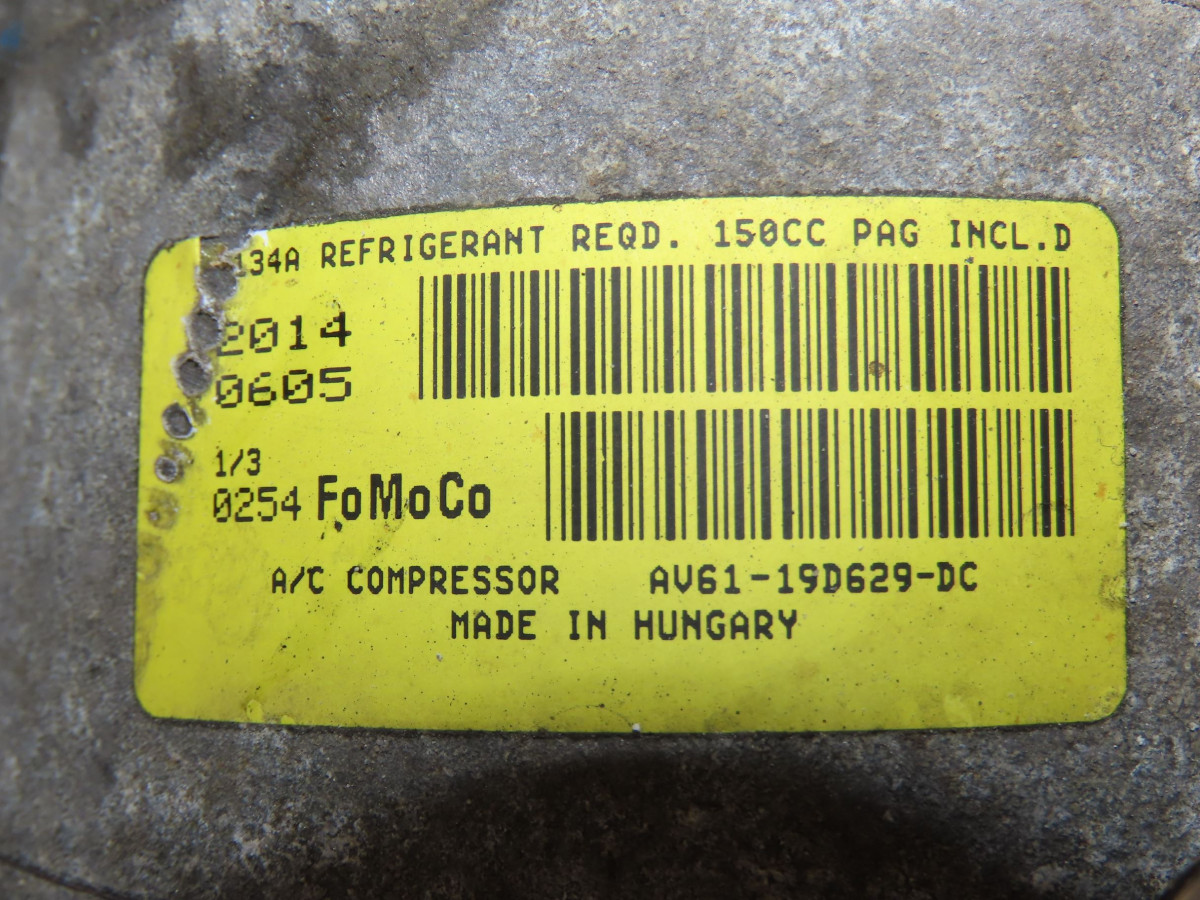 134A REFRIGERANT REQD. 150CC PAG INCL.D
2014
0605
1/3
0254 FoMoCo
A/C COMPRESSOR AV61-19D629-DC
MADE IN HUNGARY